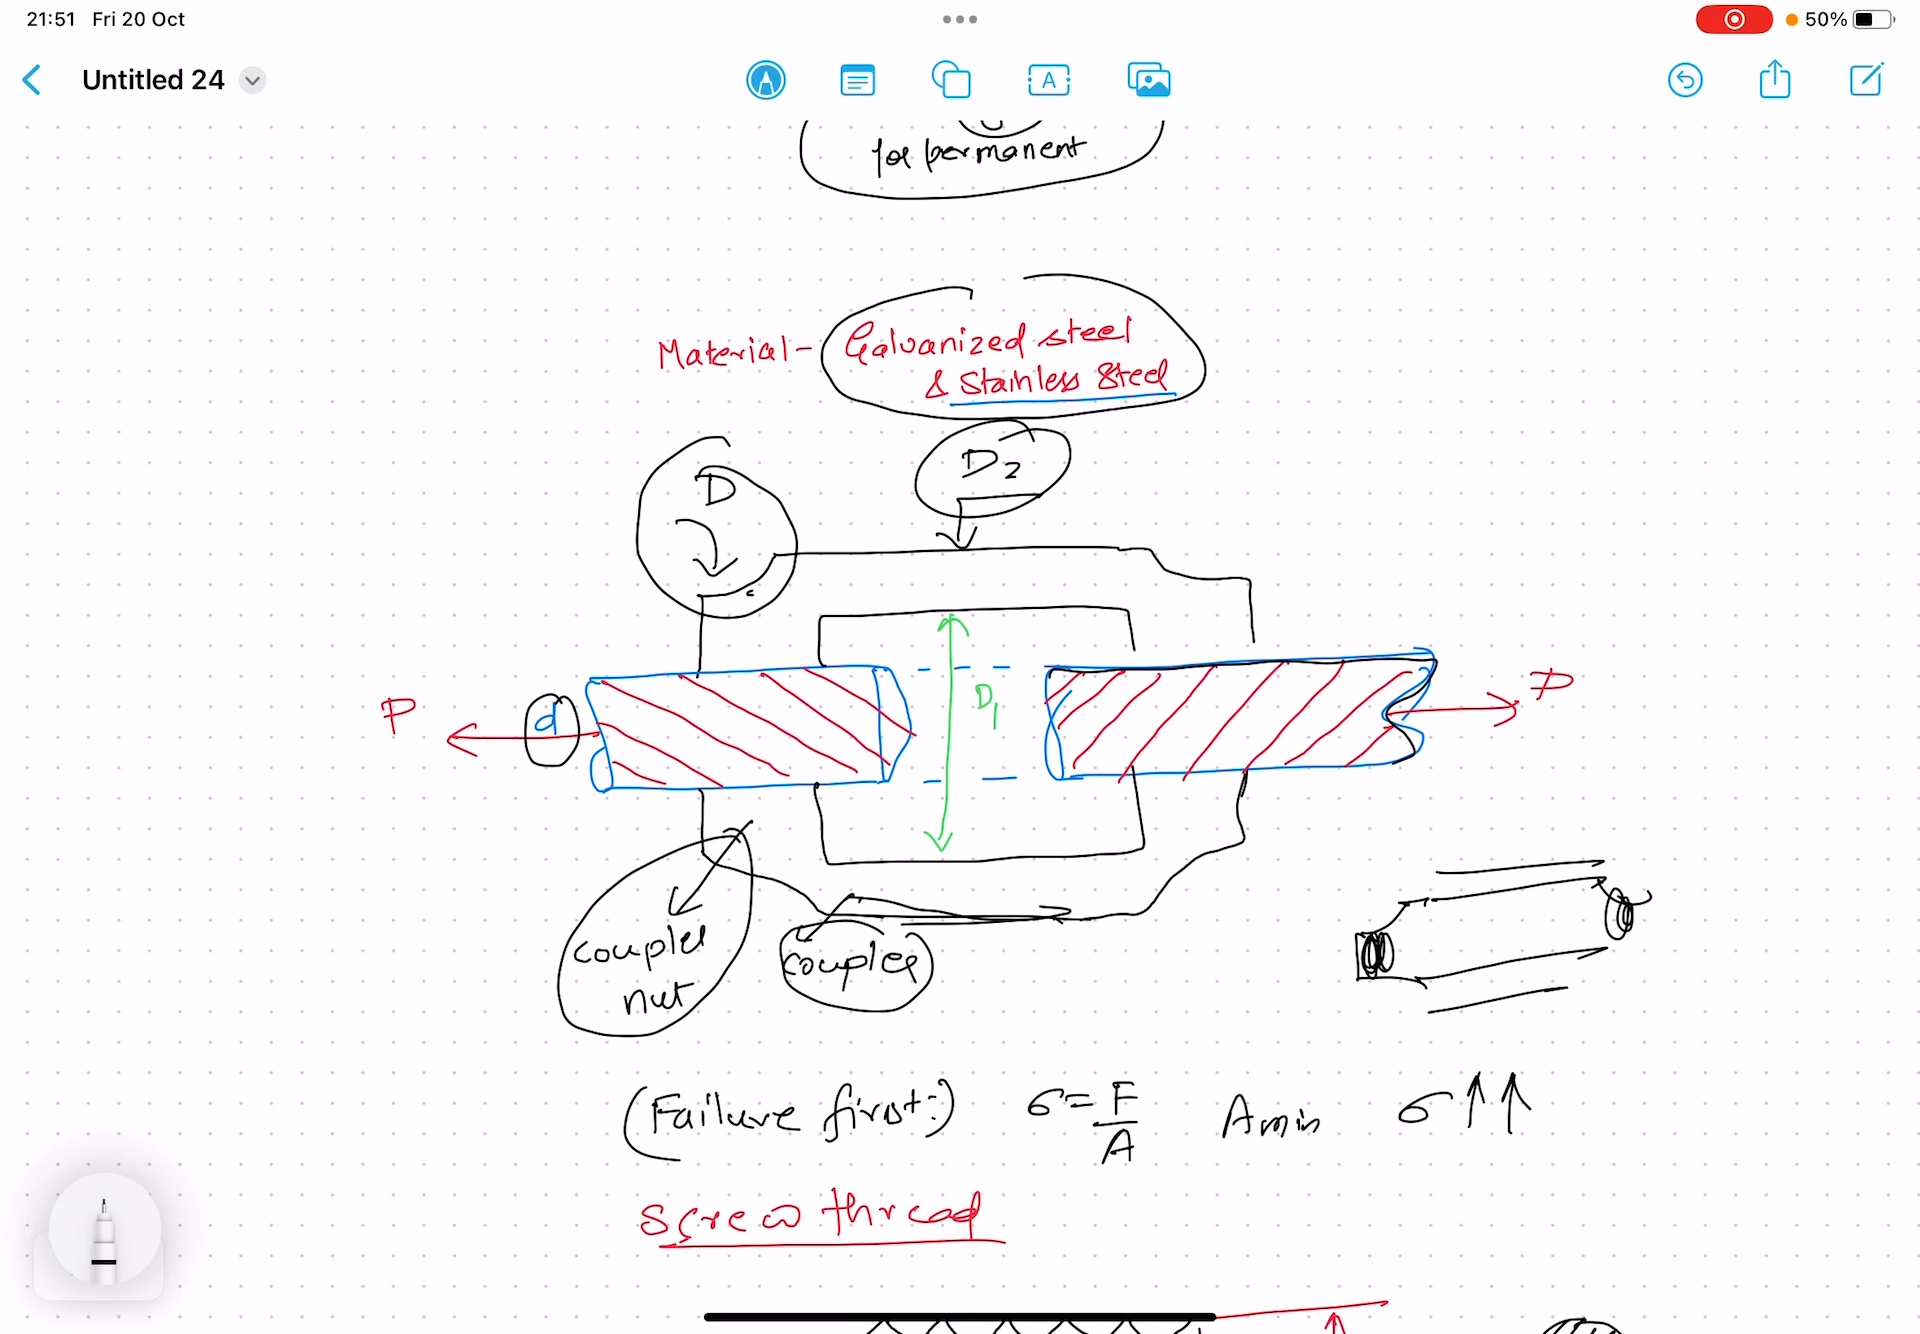 21:51 Fri 20 Oct
50%
Untitled 24
A
for permanent
Material - Galvanized steel
& Stainless Steel
D
D2
P
d
D1
P
coupler
nut
coupler
(Failure first:) σ = F/A Amin σ↑↑
Screw thread